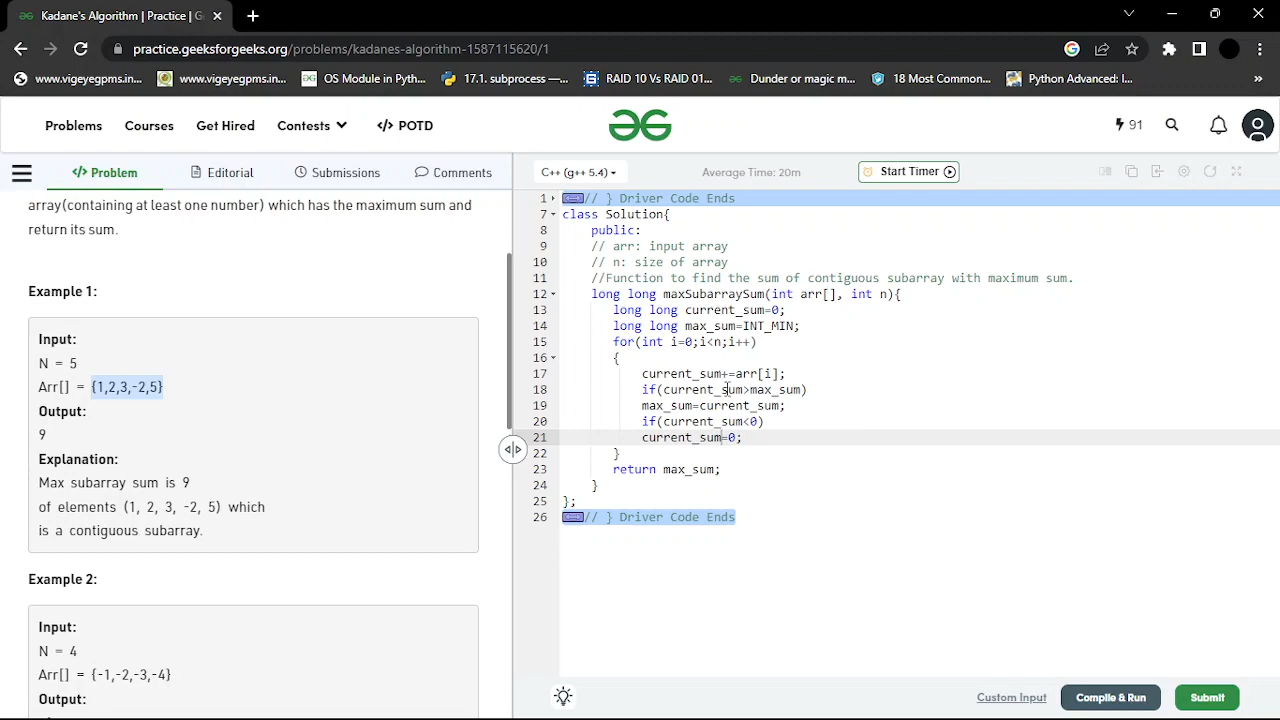 Kadane's Algorithm | Practice | G
practice.geeksforgeeks.org/problems/kadanes-algorithm-1587115620/1
www.vigeyegpms.in... www.vigeyegpms.in... OS Module in Pyth... 17.1. subprocess —... RAID 10 Vs RAID 01... Dunder or magic m... 18 Most Common... Python Advanced: I... »
Problems Courses Get Hired Contests </> POTD 91
</> Problem Submissions Comments Editorial
array(containing at least one number) which has the maximum sum and
return its sum.
Example 1:
Input:
N = 5
Arr[] = {1,2,3,-2,5}
Output:
9
Explanation:
Max subarray sum is 9
of elements (1, 2, 3, -2, 5) which
is a contiguous subarray.
Example 2:
Input:
N = 4
Arr[] = {-1,-2,-3,-4}
Output:
C++ (g++ 5.4) Average Time: 20m Start Timer
1 // } Driver Code Ends
7 class Solution{
8 public:
9 // arr: input array
10 // n: size of array
11 //Function to find the sum of contiguous subarray with maximum sum.
12 long long maxSubarraySum(int arr[], int n){
13 long long current_sum=0;
14 long long max_sum=INT_MIN;
15 for(int i=0;i<n;i++)
16 {
17 current_sum+=arr[i];
18 if(current_sum>max_sum)
19 max_sum=current_sum;
20 if(current_sum<0)
21 current_sum=0;
22 }
23 return max_sum;
24 }
25 };
26 // } Driver Code Ends
Custom Input Compile & Run Submit